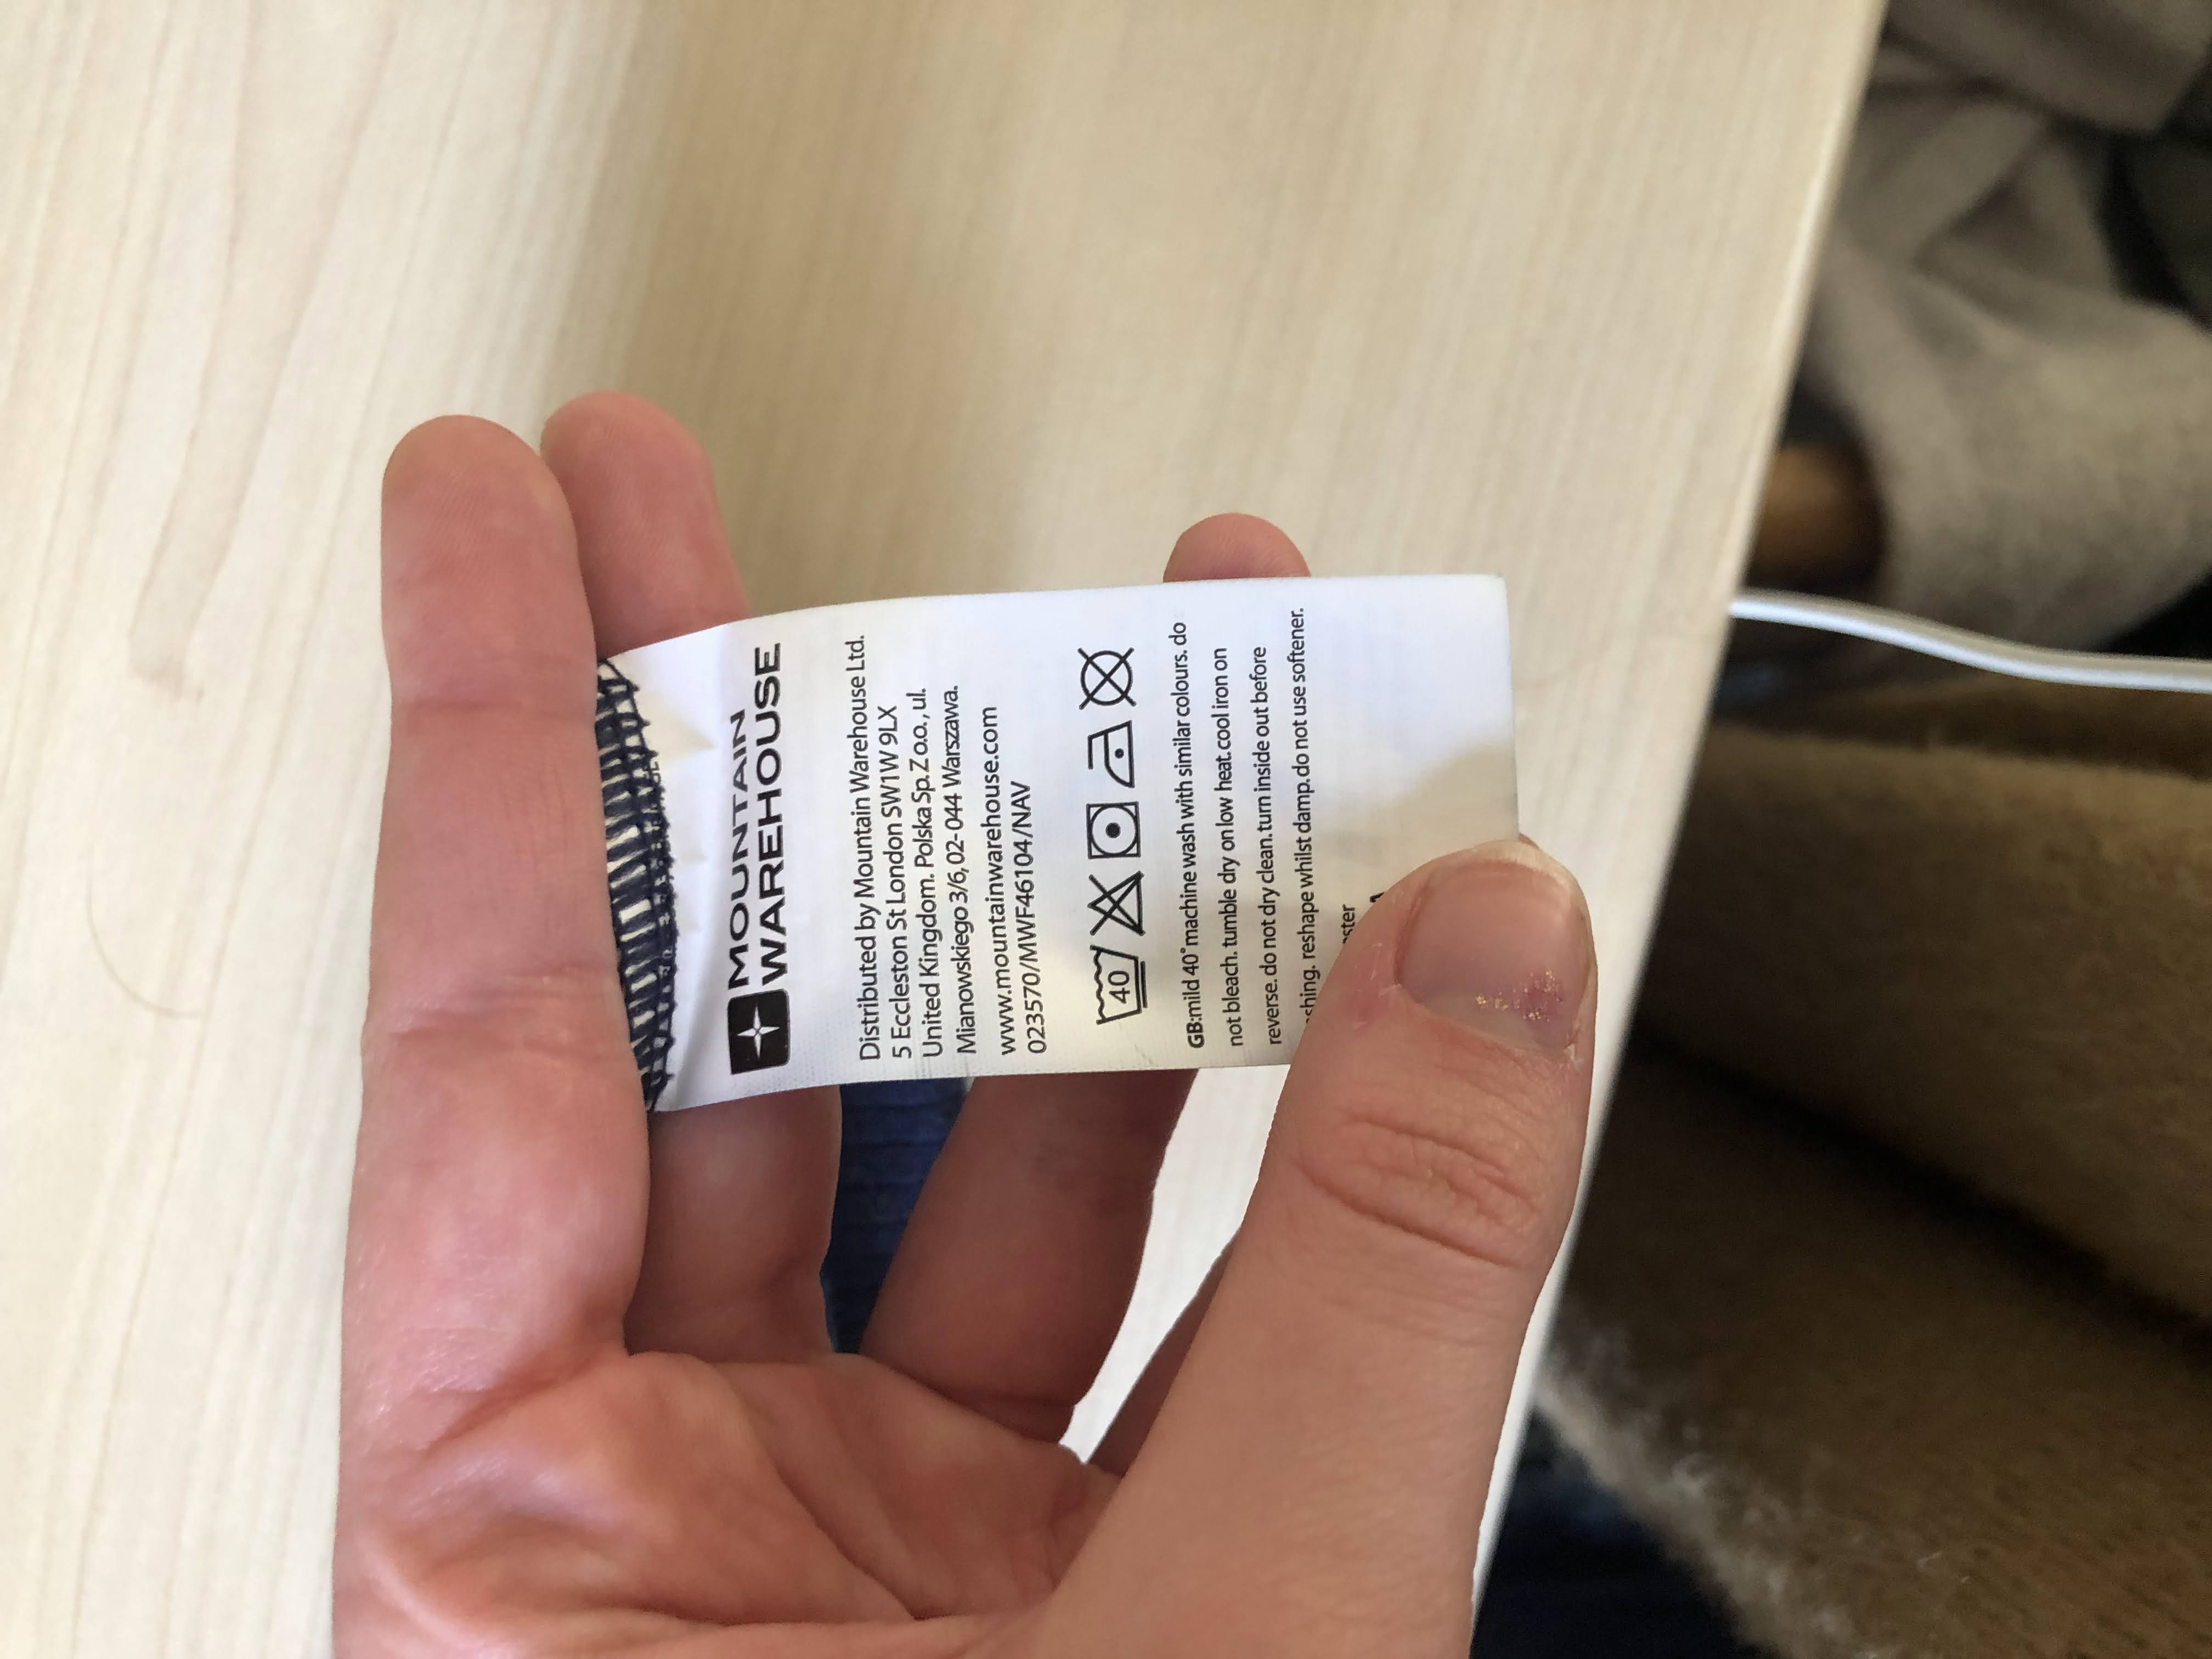 MOUNTAIN
WAREHOUSE
Distributed by Mountain Warehouse Ltd.
5 Eccleston St London SW1W 9LX
United Kingdom. Polska Sp. Z o.o., ul.
Mianowskiego 3/6, 02-044 Warszawa.
www.mountainwarehouse.com
023570/MWF46104/NAV
40
GB:mild 40° machine wash with similar colours. do
not bleach. tumble dry on low heat. cool iron on
reverse. do not dry clean. turn inside out before
reshape whilst damp. do not use softener.